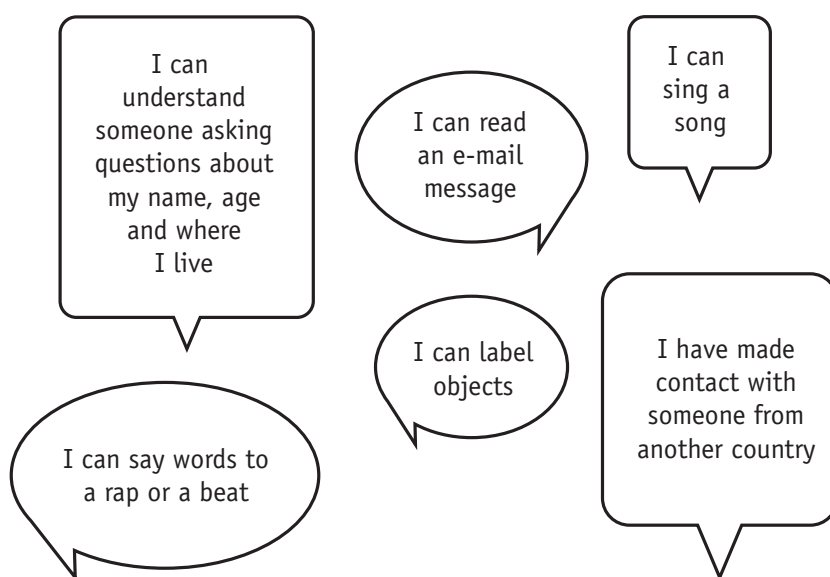 I can
understand
someone asking
questions about
my name, age
and where
I live
I can read
an e-mail
message
I can
sing a
song
I can label
objects
I have made
contact with
someone from
another country
I can say words to
a rap or a beat